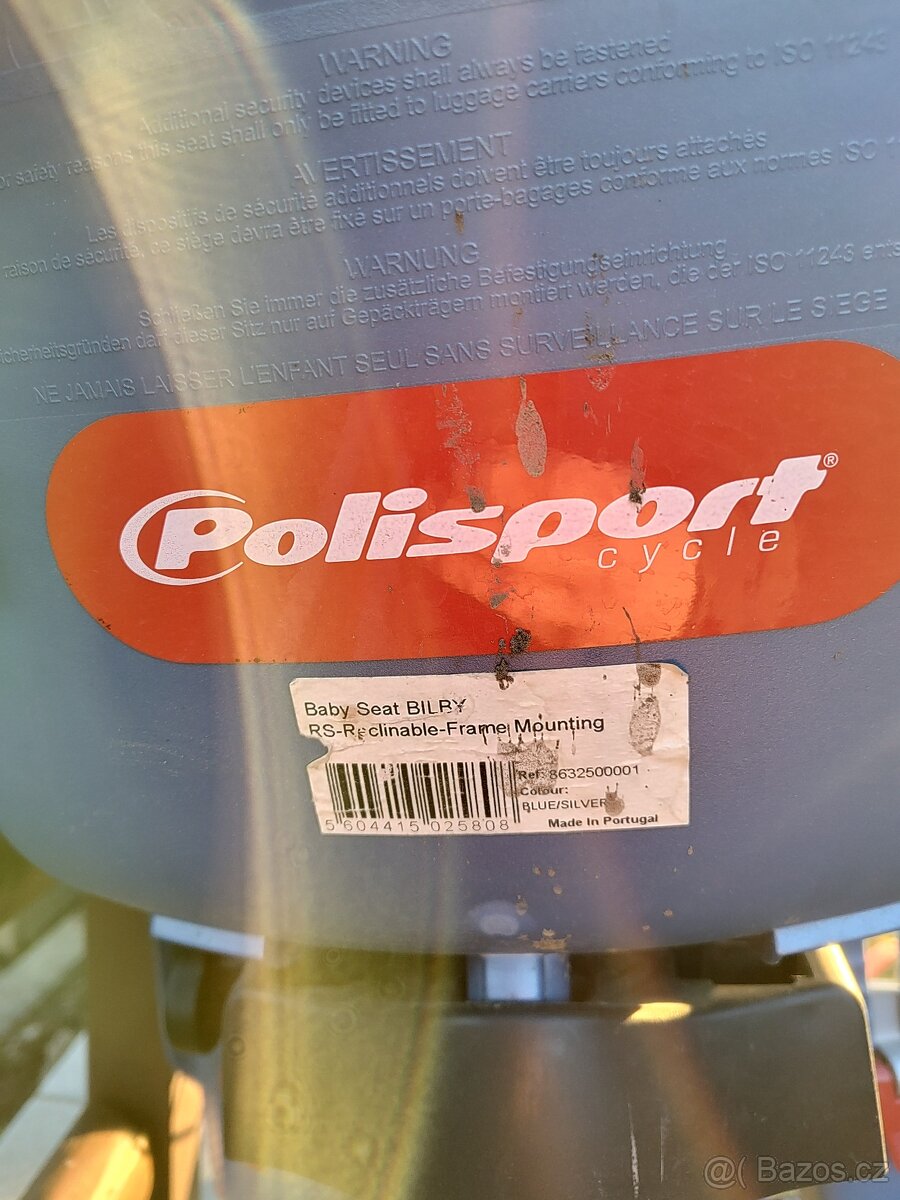 WARNING
Additional security devices shall always be fastened
or safety reasons this seat shall only be fitted to luggage carriers conforming to ISO 11243
AVERTISSEMENT
Les dispositifs de sécurité additionnels doivent être toujours attachés
raison de sécurité, ce siège devra être fixé sur un porte-bagages conforme aux normes ISO 1
WARNUNG
Schließen Sie immer die zusätzliche Befestigungseinrichtung
icherheitsgründen darf dieser Sitz nur auf Gepäckträgern montiert werden, die der ISO 11243 ents
NE JAMAIS LAISSER L'ENFANT SEUL SANS SURVEILLANCE SUR LE SIEGE
Polisport®
cycle
Baby Seat BILBY
RS-Reclinable-Frame Mounting
Ref: 8632500001
Colour:
BLUE/SILVER
5 604415 025808
Made In Portugal
@( Bazos.cz